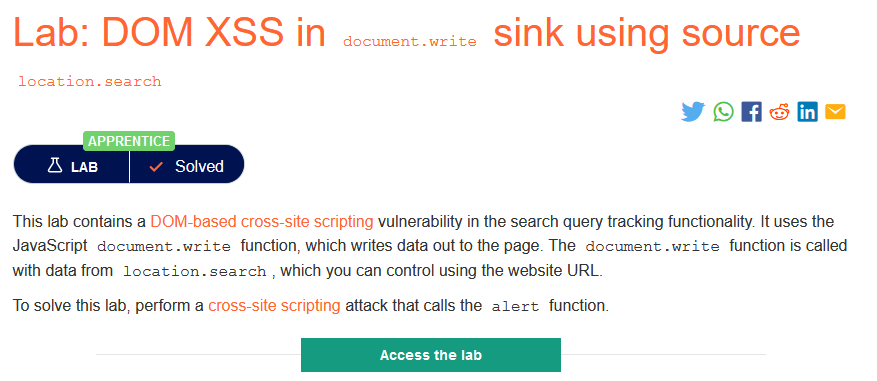 Lab: DOM XSS in document.write sink using source
location.search
APPRENTICE
LAB Solved
This lab contains a DOM-based cross-site scripting vulnerability in the search query tracking functionality. It uses the
JavaScript document.write function, which writes data out to the page. The document.write function is called
with data from location.search , which you can control using the website URL.
To solve this lab, perform a cross-site scripting attack that calls the alert function.
Access the lab